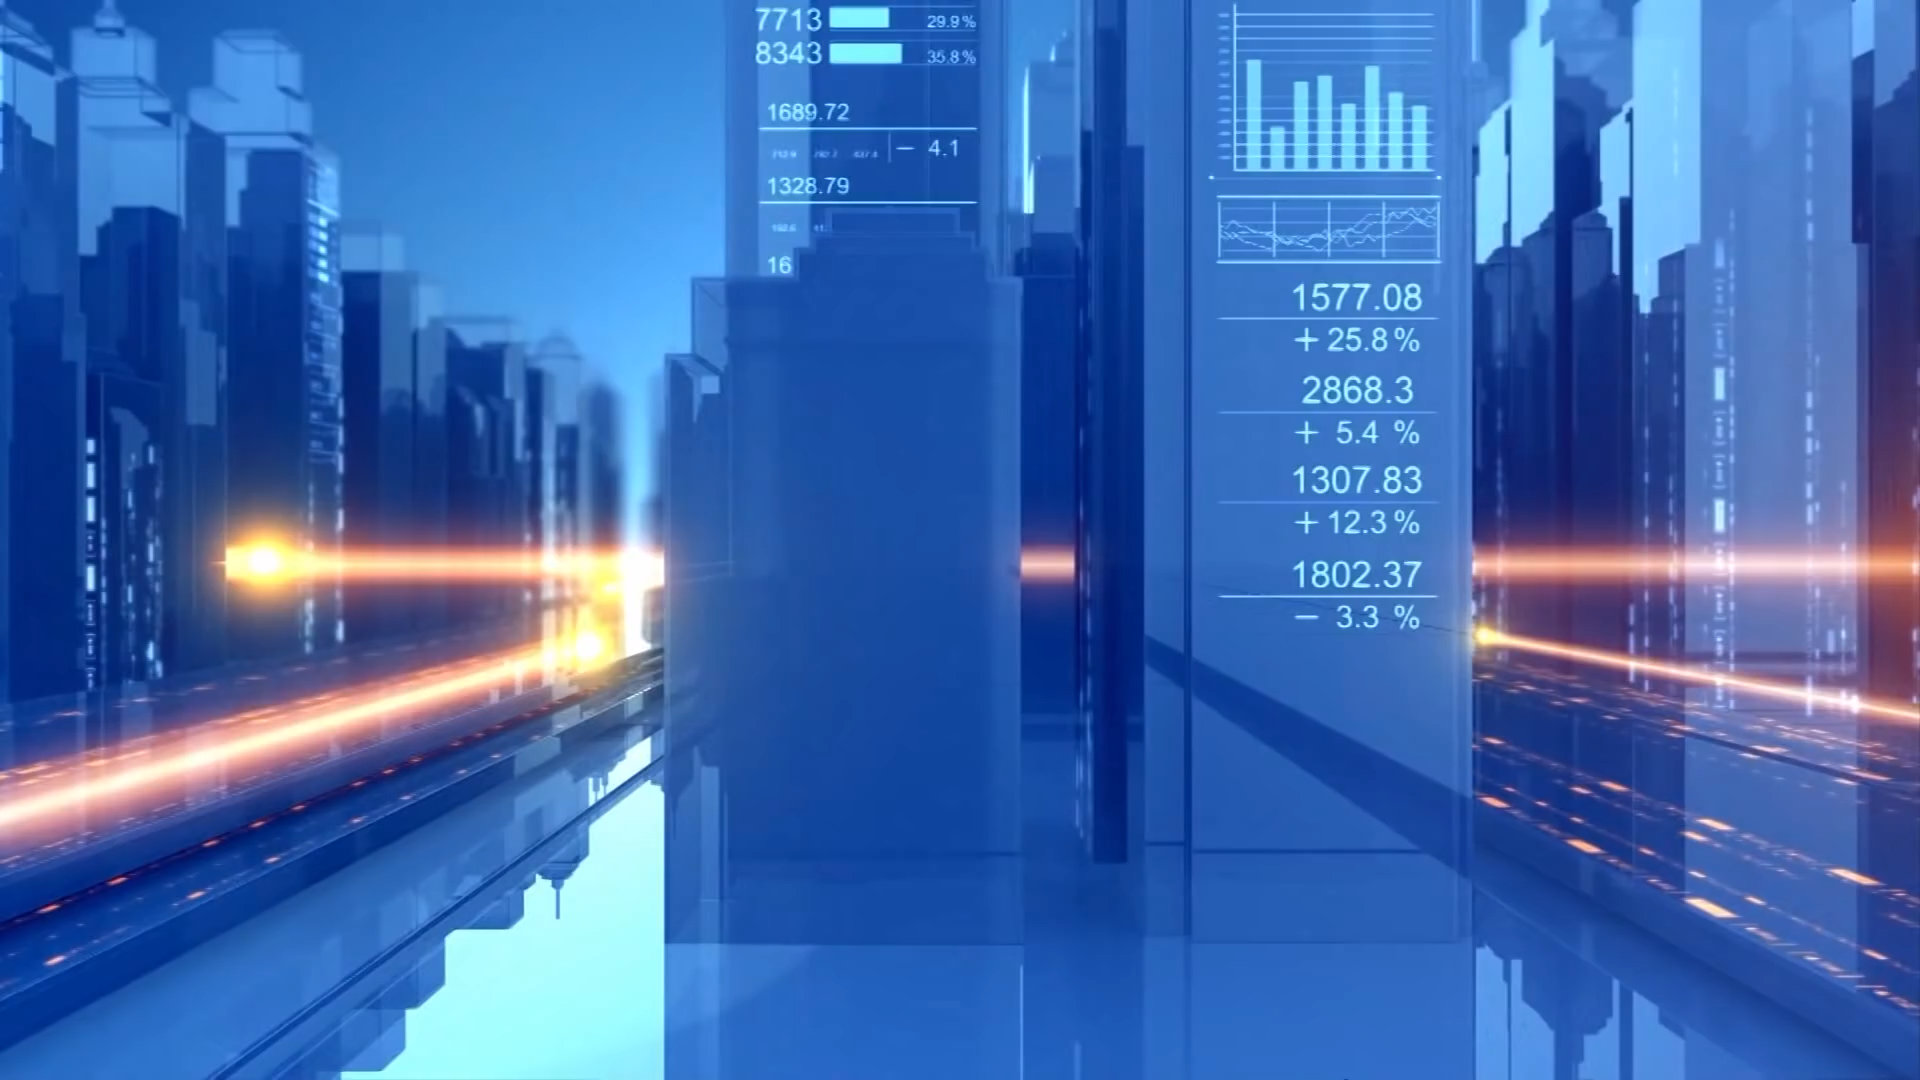 7713 29.9%
8343 35.8%
1689.72
− 4.1
1328.79
16
1577.08
+ 25.8 %
2868.3
+ 5.4 %
1307.83
+ 12.3 %
1802.37
− 3.3 %